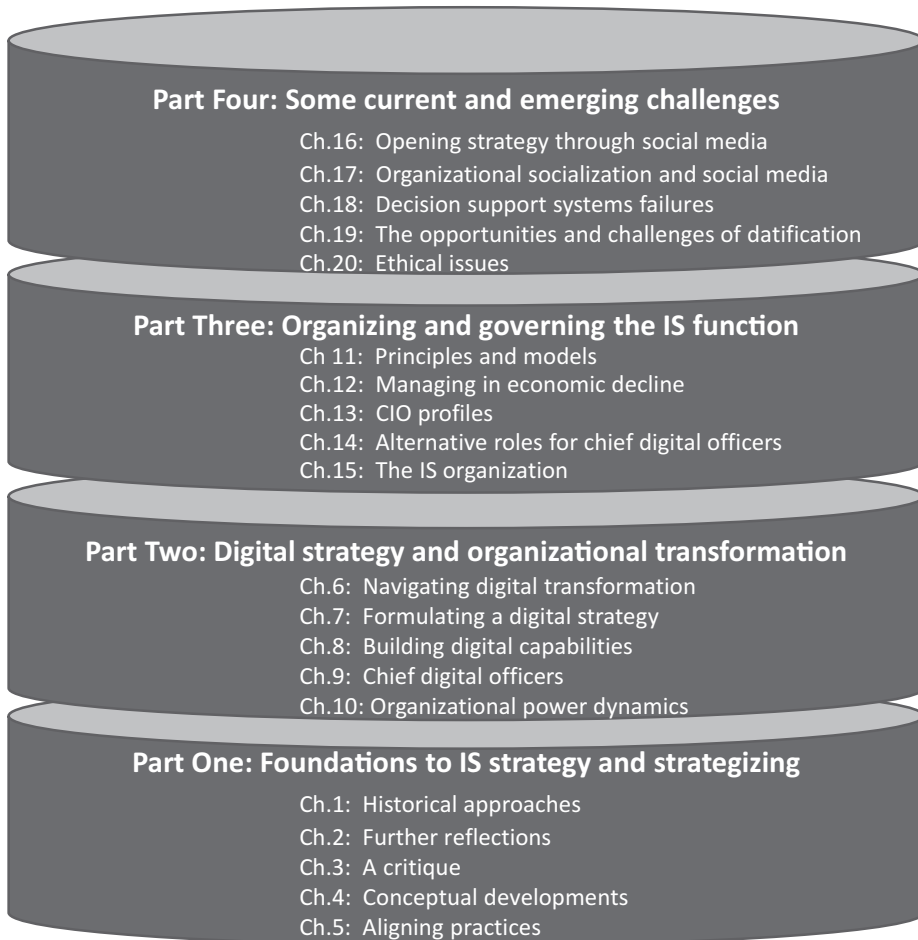 Part Four: Some current and emerging challenges
Ch.16: Opening strategy through social media
Ch.17: Organizational socialization and social media
Ch.18: Decision support systems failures
Ch.19: The opportunities and challenges of datification
Ch.20: Ethical issues
Part Three: Organizing and governing the IS function
Ch 11: Principles and models
Ch.12: Managing in economic decline
Ch.13: CIO profiles
Ch.14: Alternative roles for chief digital officers
Ch.15: The IS organization
Part Two: Digital strategy and organizational transformation
Ch.6: Navigating digital transformation
Ch.7: Formulating a digital strategy
Ch.8: Building digital capabilities
Ch.9: Chief digital officers
Ch.10: Organizational power dynamics
Part One: Foundations to IS strategy and strategizing
Ch.1: Historical approaches
Ch.2: Further reflections
Ch.3: A critique
Ch.4: Conceptual developments
Ch.5: Aligning practices